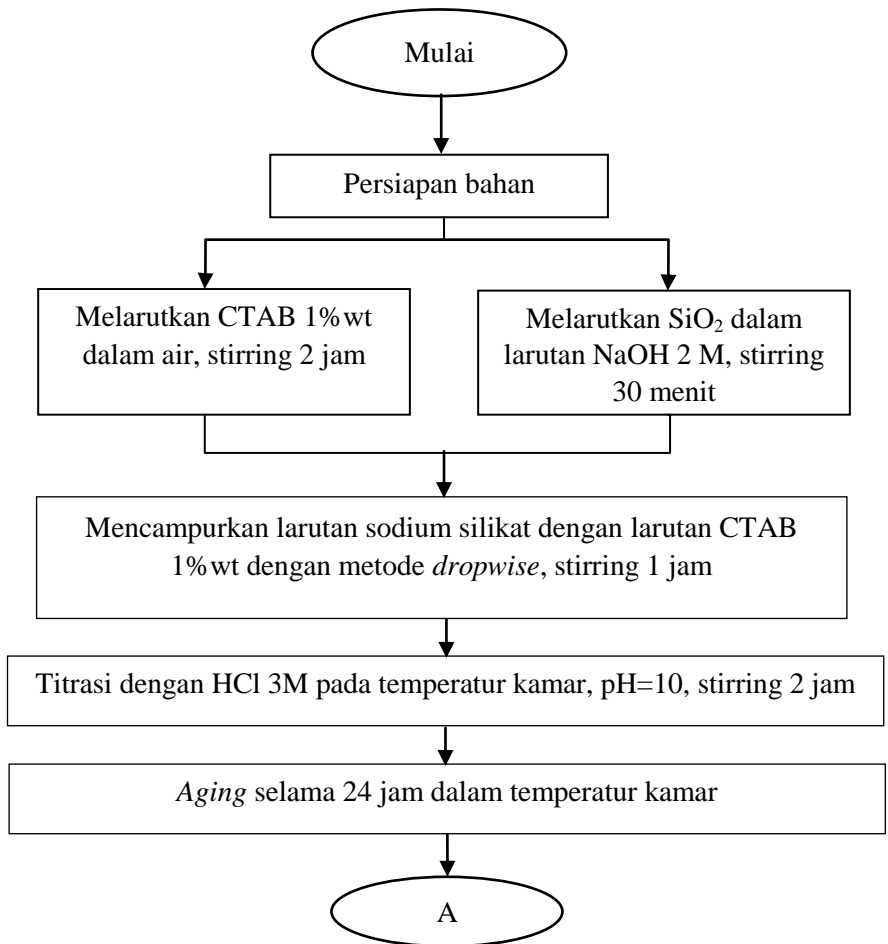 Mulai
Persiapan bahan
Melarutkan CTAB 1%wt
dalam air, stirring 2 jam
Melarutkan SiO₂ dalam
larutan NaOH 2 M, stirring
30 menit
Mencampurkan larutan sodium silikat dengan larutan CTAB
1%wt dengan metode dropwise, stirring 1 jam
Titrasi dengan HCl 3M pada temperatur kamar, pH=10, stirring 2 jam
Aging selama 24 jam dalam temperatur kamar
A